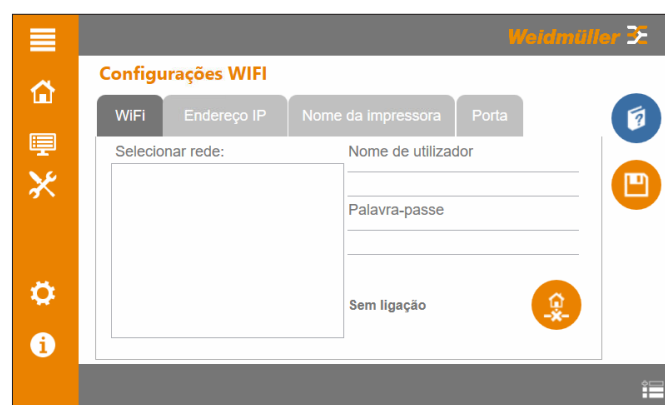 Weidmüller
Configurações WIFI
WiFi
Endereço IP
Nome da impressora
Porta
Selecionar rede:
Nome de utilizador
Palavra-passe
Sem ligação